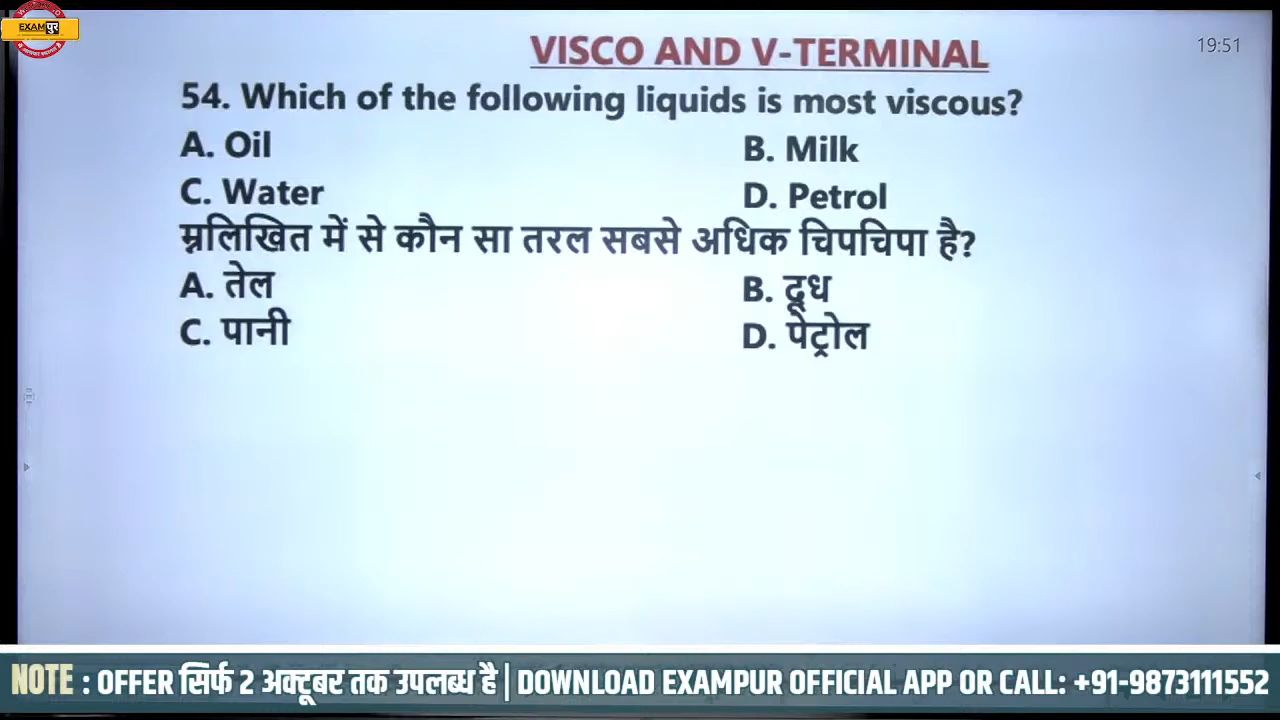 EXAMपुर
VISCO AND V-TERMINAL
19:51
54. Which of the following liquids is most viscous?
A. Oil
B. Milk
C. Water
D. Petrol
म्नलिखित में से कौन सा तरल सबसे अधिक चिपचिपा है?
A. तेल
B. दूध
C. पानी
D. पेट्रोल
NOTE : OFFER सिर्फ 2 अक्टूबर तक उपलब्ध है | DOWNLOAD EXAMPUR OFFICIAL APP OR CALL: +91-9873111552